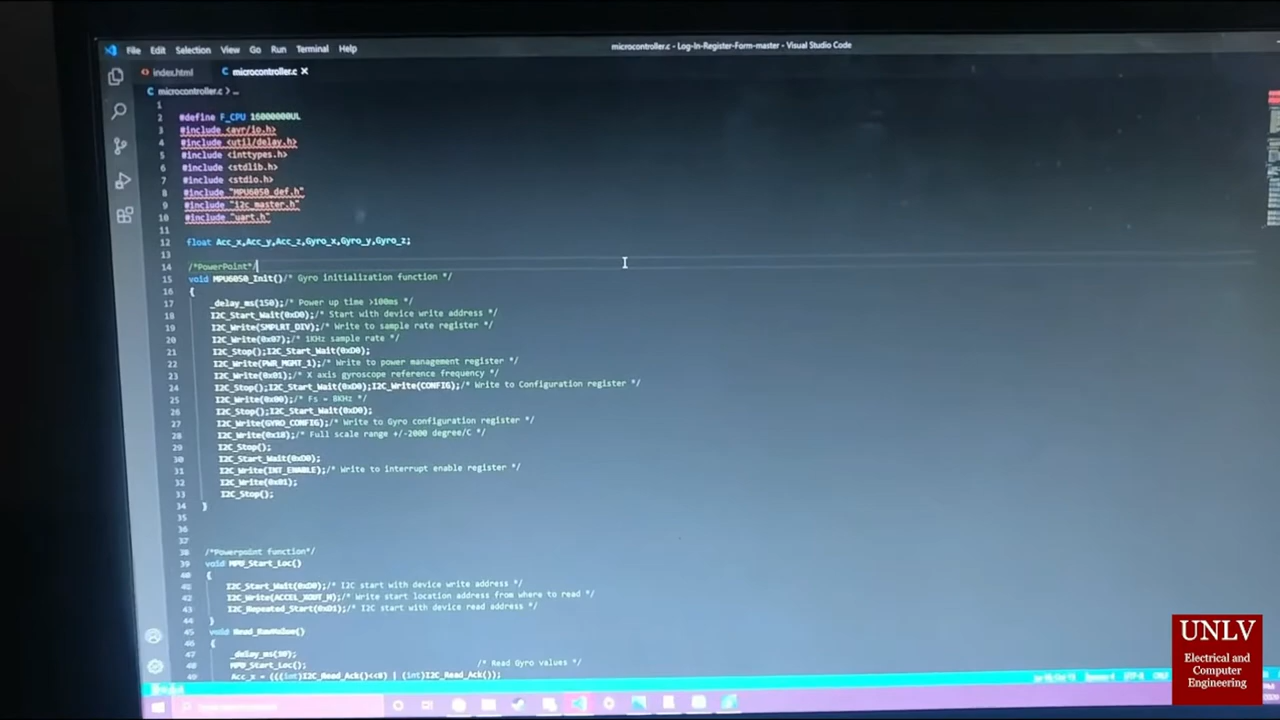 File Edit Selection View Go Run Terminal Help
microcontroller.c - Log-In-Register-Form-master - Visual Studio Code
index.html
C microcontroller.c
C microcontroller.c > ...
1
2 #define F_CPU 16000000UL
3 #include <avr/io.h>
4 #include <util/delay.h>
5 #include <inttypes.h>
6 #include <stdlib.h>
7 #include <stdio.h>
8 #include "MPU6050_def.h"
9 #include "i2c_master.h"
10 #include "uart.h"
11
12 float Acc_x,Acc_y,Acc_z,Gyro_x,Gyro_y,Gyro_z;
13
14 /*PowerPoint*/
15 void MPU6050_Init()/* Gyro initialization function */
16 {
17 _delay_ms(150);/* Power up time >100ms */
18 I2C_Start_Wait(0xD0);/* Start with device write address */
19 I2C_Write(SMPLRT_DIV);/* Write to sample rate register */
20 I2C_Write(0x07);/* 1KHz sample rate */
21 I2C_Stop();I2C_Start_Wait(0xD0);
22 I2C_Write(PWR_MGMT_1);/* Write to power management register */
23 I2C_Write(0x01);/* X axis gyroscope reference frequency */
24 I2C_Stop();I2C_Start_Wait(0xD0);I2C_Write(CONFIG);/* Write to Configuration register */
25 I2C_Write(0x00);/* Fs = 8KHz */
26 I2C_Stop();I2C_Start_Wait(0xD0);
27 I2C_Write(GYRO_CONFIG);/* Write to Gyro configuration register */
28 I2C_Write(0x18);/* Full scale range +/-2000 degree/C */
29 I2C_Stop();
30 I2C_Start_Wait(0xD0);
31 I2C_Write(INT_ENABLE);/* Write to interrupt enable register */
32 I2C_Write(0x01);
33 I2C_Stop();
34 }
35
36
37
38 /*Powerpoint function*/
39 void MPU_Start_Loc()
40 {
41 I2C_Start_Wait(0xD0);/* I2C start with device write address */
42 I2C_Write(ACCEL_XOUT_H);/* Write start location address from where to read */
43 I2C_Repeated_Start(0xD1);/* I2C start with device read address */
44 }
45 void Read_RawValue()
46 {
47 _delay_ms(10);
48 MPU_Start_Loc(); /* Read Gyro values */
49 Acc_x = (((int)I2C_Read_Ack()<<8) | (int)I2C_Read_Ack());
UNLV
Electrical and
Computer
Engineering